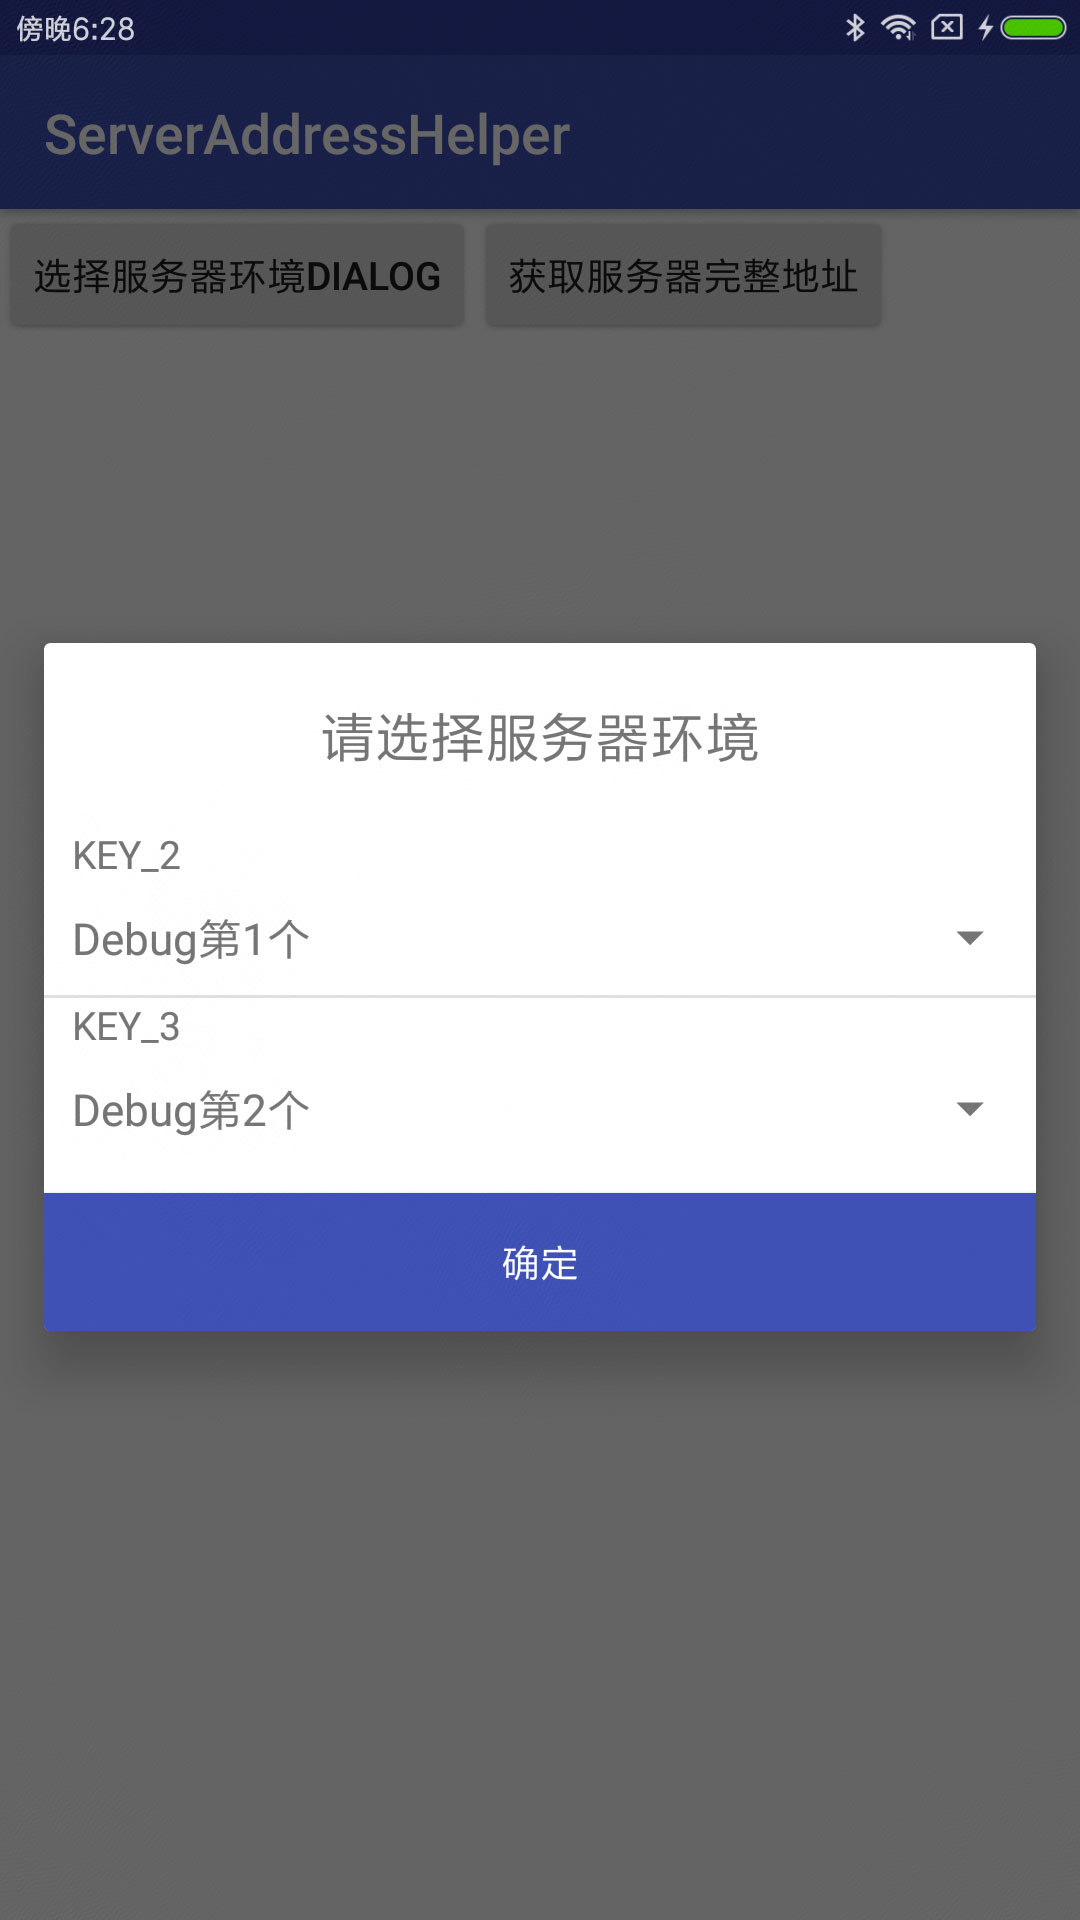 傍晚6:28
ServerAddressHelper
选择服务器环境DIALOG
获取服务器完整地址
请选择服务器环境
KEY_2
Debug第1个
KEY_3
Debug第2个
确定